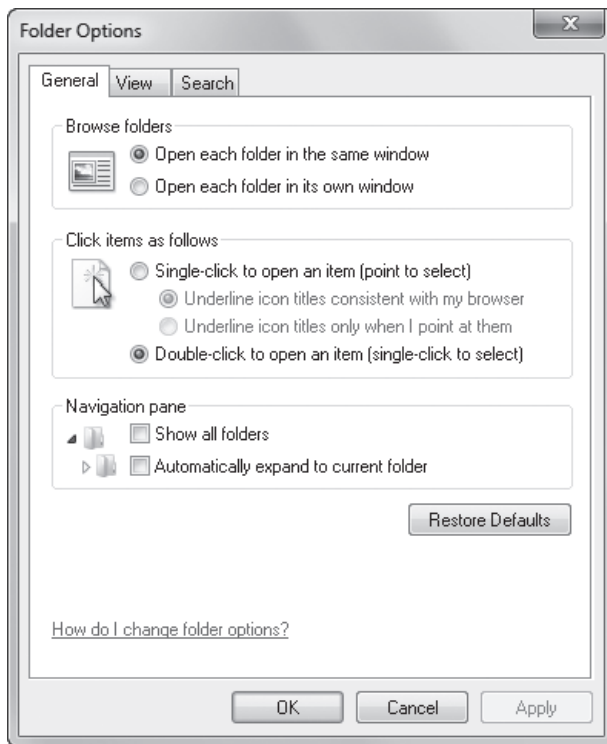 Folder Options
General
View
Search
Browse folders
Open each folder in the same window
Open each folder in its own window
Click items as follows
Single-click to open an item (point to select)
Underline icon titles consistent with my browser
Underline icon titles only when I point at them
Double-click to open an item (single-click to select)
Navigation pane
Show all folders
Automatically expand to current folder
Restore Defaults
How do I change folder options?
OK
Cancel
Apply